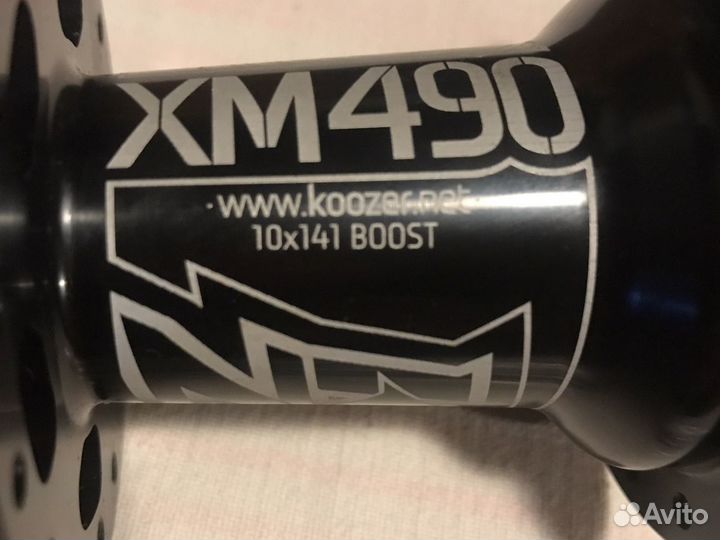 XM490
·www.koozer.net·
10x141 BOOST
Avito